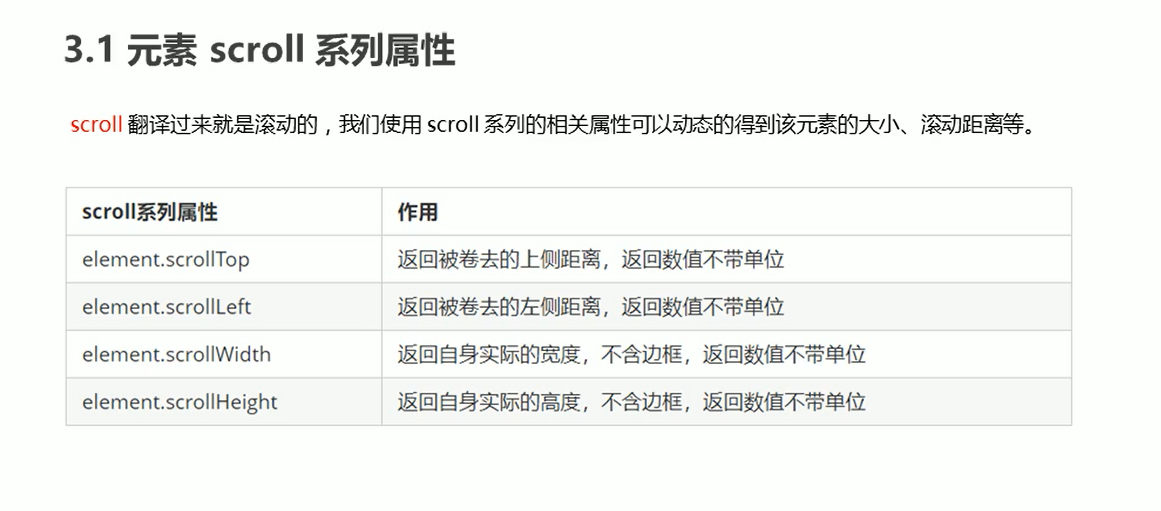 3.1 元素 scroll 系列属性
scroll 翻译过来就是滚动的，我们使用 scroll 系列的相关属性可以动态的得到该元素的大小、滚动距离等。
scroll系列属性 作用
element.scrollTop 返回被卷去的上侧距离，返回数值不带单位
element.scrollLeft 返回被卷去的左侧距离，返回数值不带单位
element.scrollWidth 返回自身实际的宽度，不含边框，返回数值不带单位
element.scrollHeight 返回自身实际的高度，不含边框，返回数值不带单位